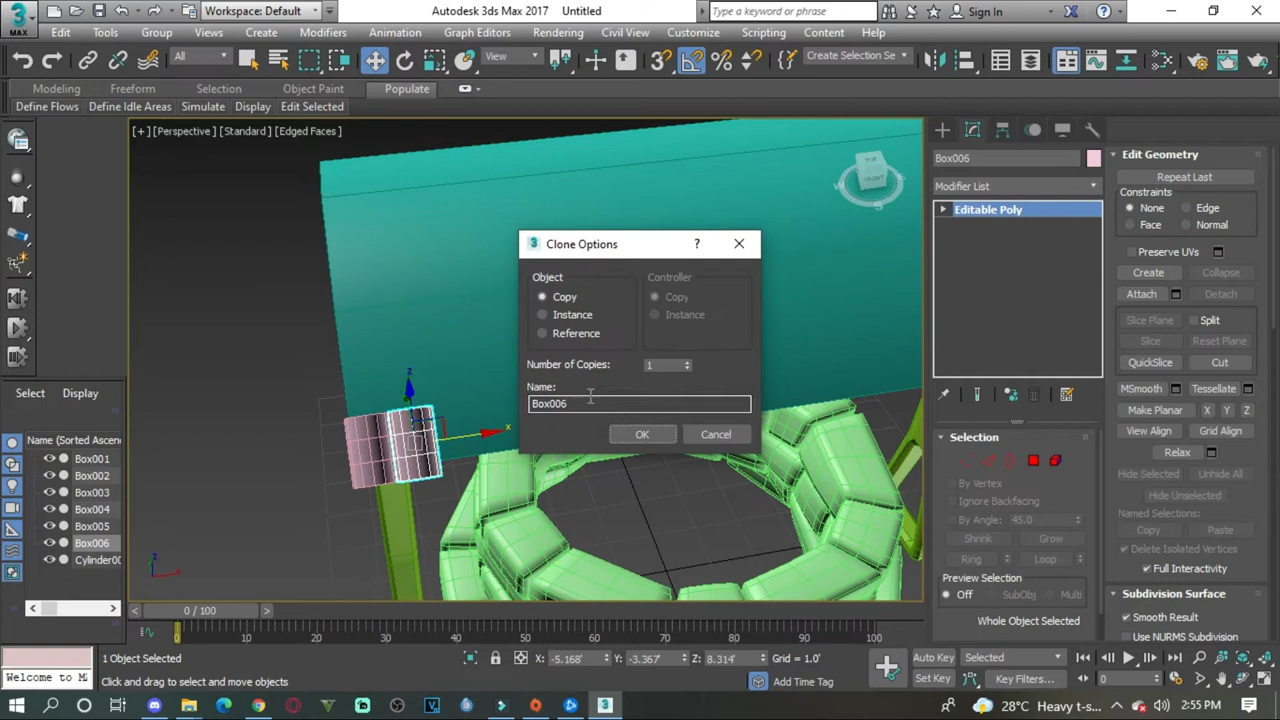 Workspace: Default
Autodesk 3ds Max 2017 Untitled
Type a keyword or phrase
Sign In
MAX
Edit Tools Group Views Create Modifiers Animation Graph Editors Rendering Civil View Customize Scripting Content Help
All
View
Create Selection Se
Modeling Freeform Selection Object Paint Populate
Define Flows Define Idle Areas Simulate Display Edit Selected
[+] [Perspective] [Standard] [Edged Faces]
TOP
FRONT
W
S
z
x
Clone Options
Object
Controller
Copy
Copy
Instance
Instance
Reference
Number of Copies: 1
Name:
Box006
OK
Cancel
Select Display
Name (Sorted Ascen
Box001
Box002
Box003
Box004
Box005
Box006
Cylinder00
z
x
Box006
Modifier List
Editable Poly
Selection
By Vertex
Ignore Backfacing
By Angle: 45.0
Shrink Grow
Ring Loop
Preview Selection
Off SubObj Multi
Whole Object Selected
Edit Geometry
Repeat Last
Constraints
None Edge
Face Normal
Preserve UVs
Create Collapse
Attach Detach
Slice Plane Split
Slice Reset Plane
QuickSlice Cut
MSmooth Tessellate
Make Planar X Y Z
View Align Grid Align
Relax
Hide Selected Unhide All
Hide Unselected
Named Selections:
Copy Paste
Delete Isolated Vertices
Full Interactivity
Subdivision Surface
Smooth Result
Use NURMS Subdivision
0 / 100
0 10 20 30 40 50 60 70 80 90 100
1 Object Selected
X: -5.168' Y: -3.367' Z: 8.314' Grid = 1.0'
Auto Key Selected
Welcome to M
Click and drag to select and move objects
Add Time Tag
Set Key Key Filters... 0
28°C Heavy t-s... 2:55 PM